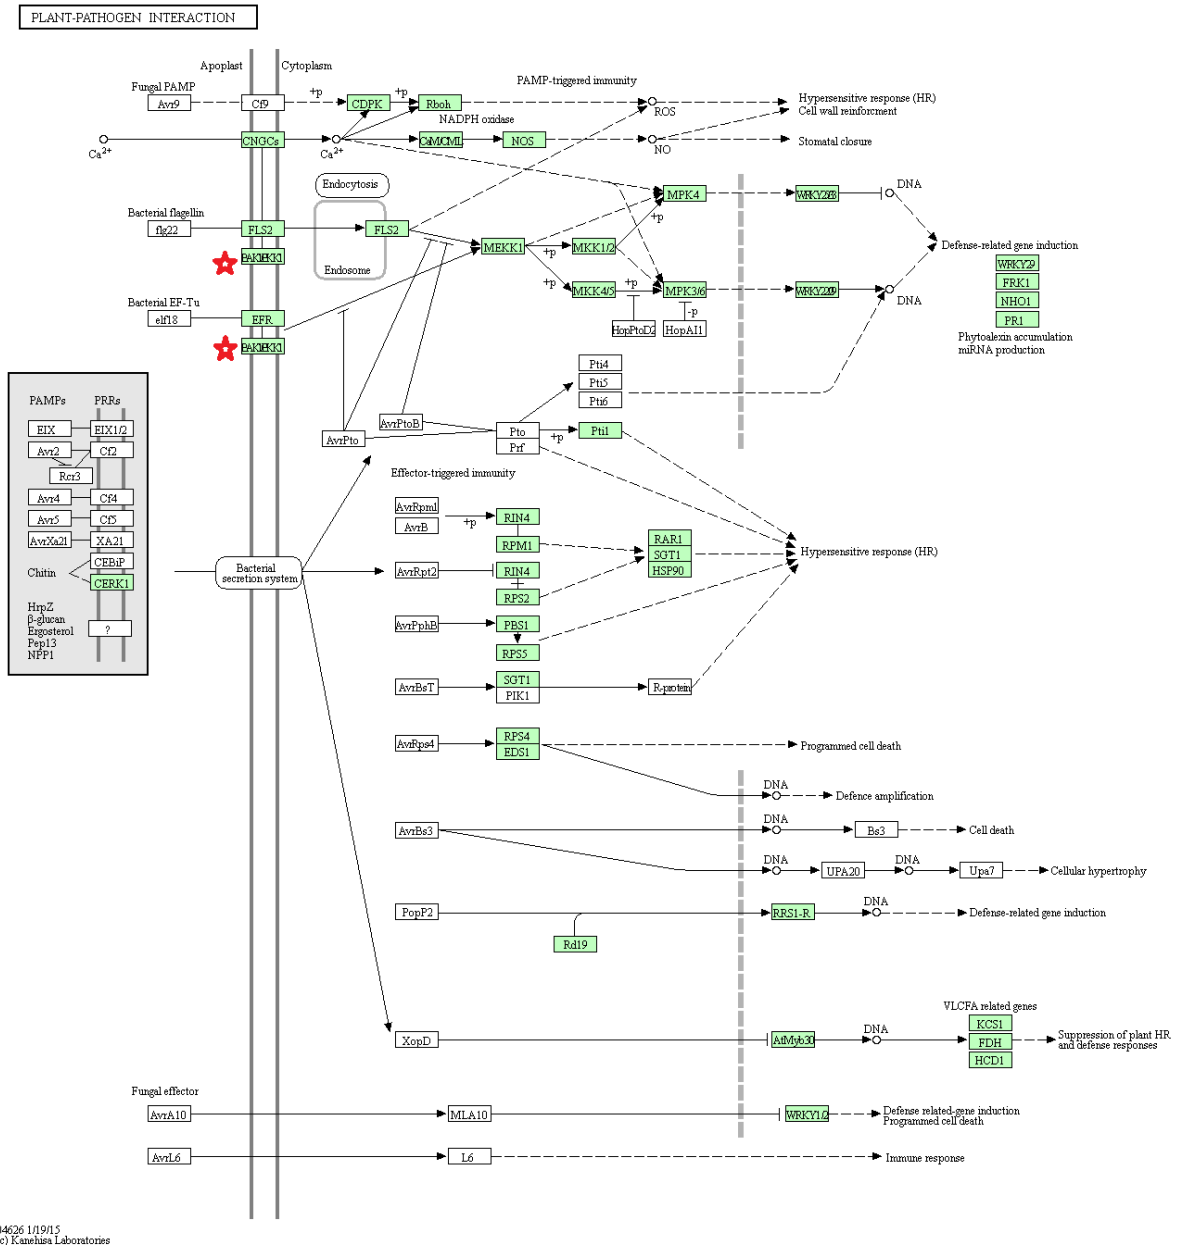 PLANT-PATHOGEN INTERACTION
Apoplast
Cytoplasm
PAMP-triggered immunity
Fungal PAMP
Avr9
Cf9
+p
CDPK
+p
Rboh
ROS
Hypersensitive response (HR)
Cell wall reinforcment
NADPH oxidase
Ca2+
CNGCs
Ca2+
CaM/CML
NOS
NO
Stomatal closure
Endocytosis
MPK4
DNA
+p
Bacterial flagellin
flg22
FLS2
FLS2
MEKK1
+p
MKK1/2
Defense-related gene induction
WRKY29
FRK1
NHO1
PR1
Phytoalexin accumulation
miRNA production
Endosome
+p
MKK4/5
+p
MPK3/6
DNA
Bacterial EF-Tu
elf18
EFR
HopPtoD2
-p
HopAI1
Pti4
Pti5
Pti6
PAMPs
PRRs
EIX
EIX1/2
Avr2
Cf2
Rcr3
Avr4
Cf4
Avr5
Cf5
AvrXa21
XA21
Chitin
CEBiP
CERK1
HrpZ
β-glucan
Ergosterol
Pep13
NPP1
?
AvrPtoB
AvrPto
Pto
Prf
+p
Pti1
Effector-triggered immunity
AvrRpm1
AvrB
+p
RIN4
RPM1
RAR1
SGT1
HSP90
Hypersensitive response (HR)
Bacterial
secretion system
AvrRpt2
RIN4
RPS2
AvrPphB
PBS1
RPS5
AvrBsT
SGT1
PIK1
R-protein
AvrRps4
RPS4
EDS1
Programmed cell death
DNA
Defence amplification
AvrBs3
DNA
Bs3
Cell death
DNA
UPA20
DNA
Upa7
Cellular hypertrophy
PopP2
RRS1-R
DNA
Defense-related gene induction
Rd19
VLCFA related genes
XopD
AtMyb30
DNA
KCS1
FDH
HCD1
Suppression of plant HR
and defense responses
Fungal effector
AvrA10
MLA10
WRKY1/2
Defense related-gene induction
Programmed cell death
AvrL6
L6
Immune response
04626 1/19/15
c) Kanehisa Laboratories